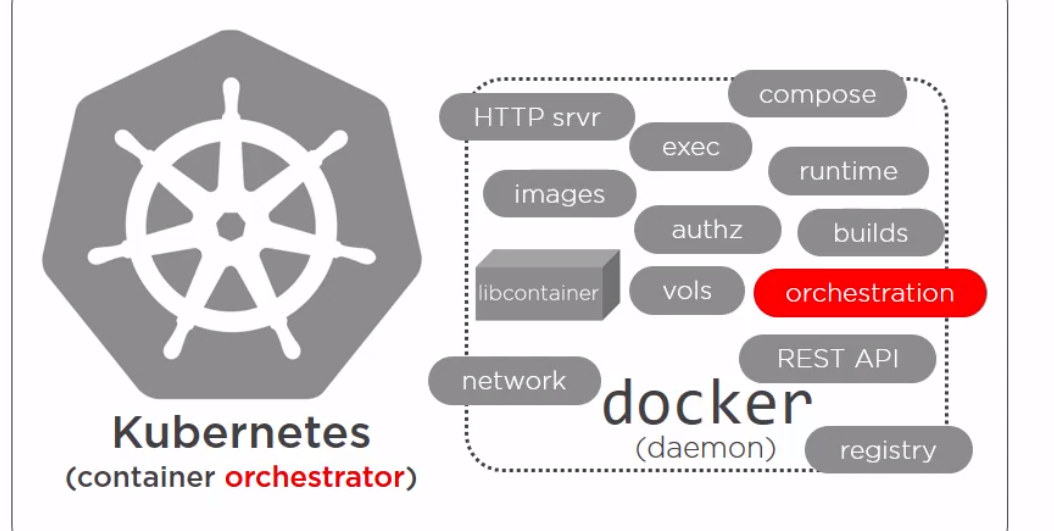 Kubernetes
(container orchestrator)
compose
HTTP srvr
exec
runtime
images
authz
builds
libcontainer
vols
orchestration
REST API
network
docker
(daemon)
registry